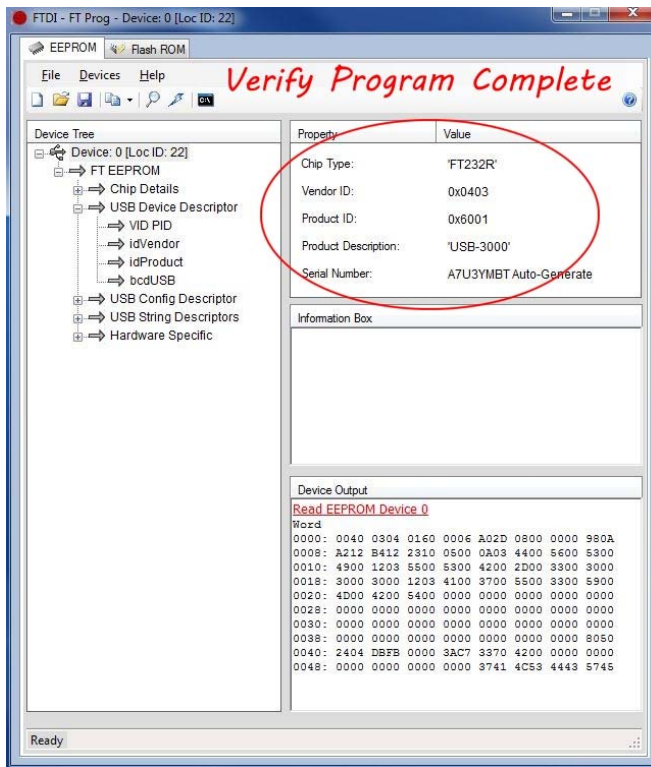 FTDI - FT Prog - Device: 0 [Loc ID: 22]
EEPROM Flash ROM
File Devices Help
Verify Program Complete
Device Tree
Device: 0 [Loc ID: 22]
FT EEPROM
Chip Details
USB Device Descriptor
VID PID
idVendor
idProduct
bcdUSB
USB Config Descriptor
USB String Descriptors
Hardware Specific
Property Value
Chip Type: 'FT232R'
Vendor ID: 0x0403
Product ID: 0x6001
Product Description: 'USB-3000'
Serial Number: A7U3YMBT Auto-Generate
Information Box
Device Output
Read EEPROM Device 0
Word
0000: 0040 0304 0160 0006 A02D 0800 0000 980A
0008: A212 B412 2310 0500 0A03 4400 5600 5300
0010: 4900 1203 5500 5300 4200 2D00 3300 3000
0018: 3000 3000 1203 4100 3700 5500 3300 5900
0020: 4D00 4200 5400 0000 0000 0000 0000 0000
0028: 0000 0000 0000 0000 0000 0000 0000 0000
0030: 0000 0000 0000 0000 0000 0000 0000 0000
0038: 0000 0000 0000 0000 0000 0000 0000 8050
0040: 2404 DBFB 0000 3AC7 3370 4200 0000 0000
0048: 0000 0000 0000 0000 3741 4C53 4443 5745
Ready